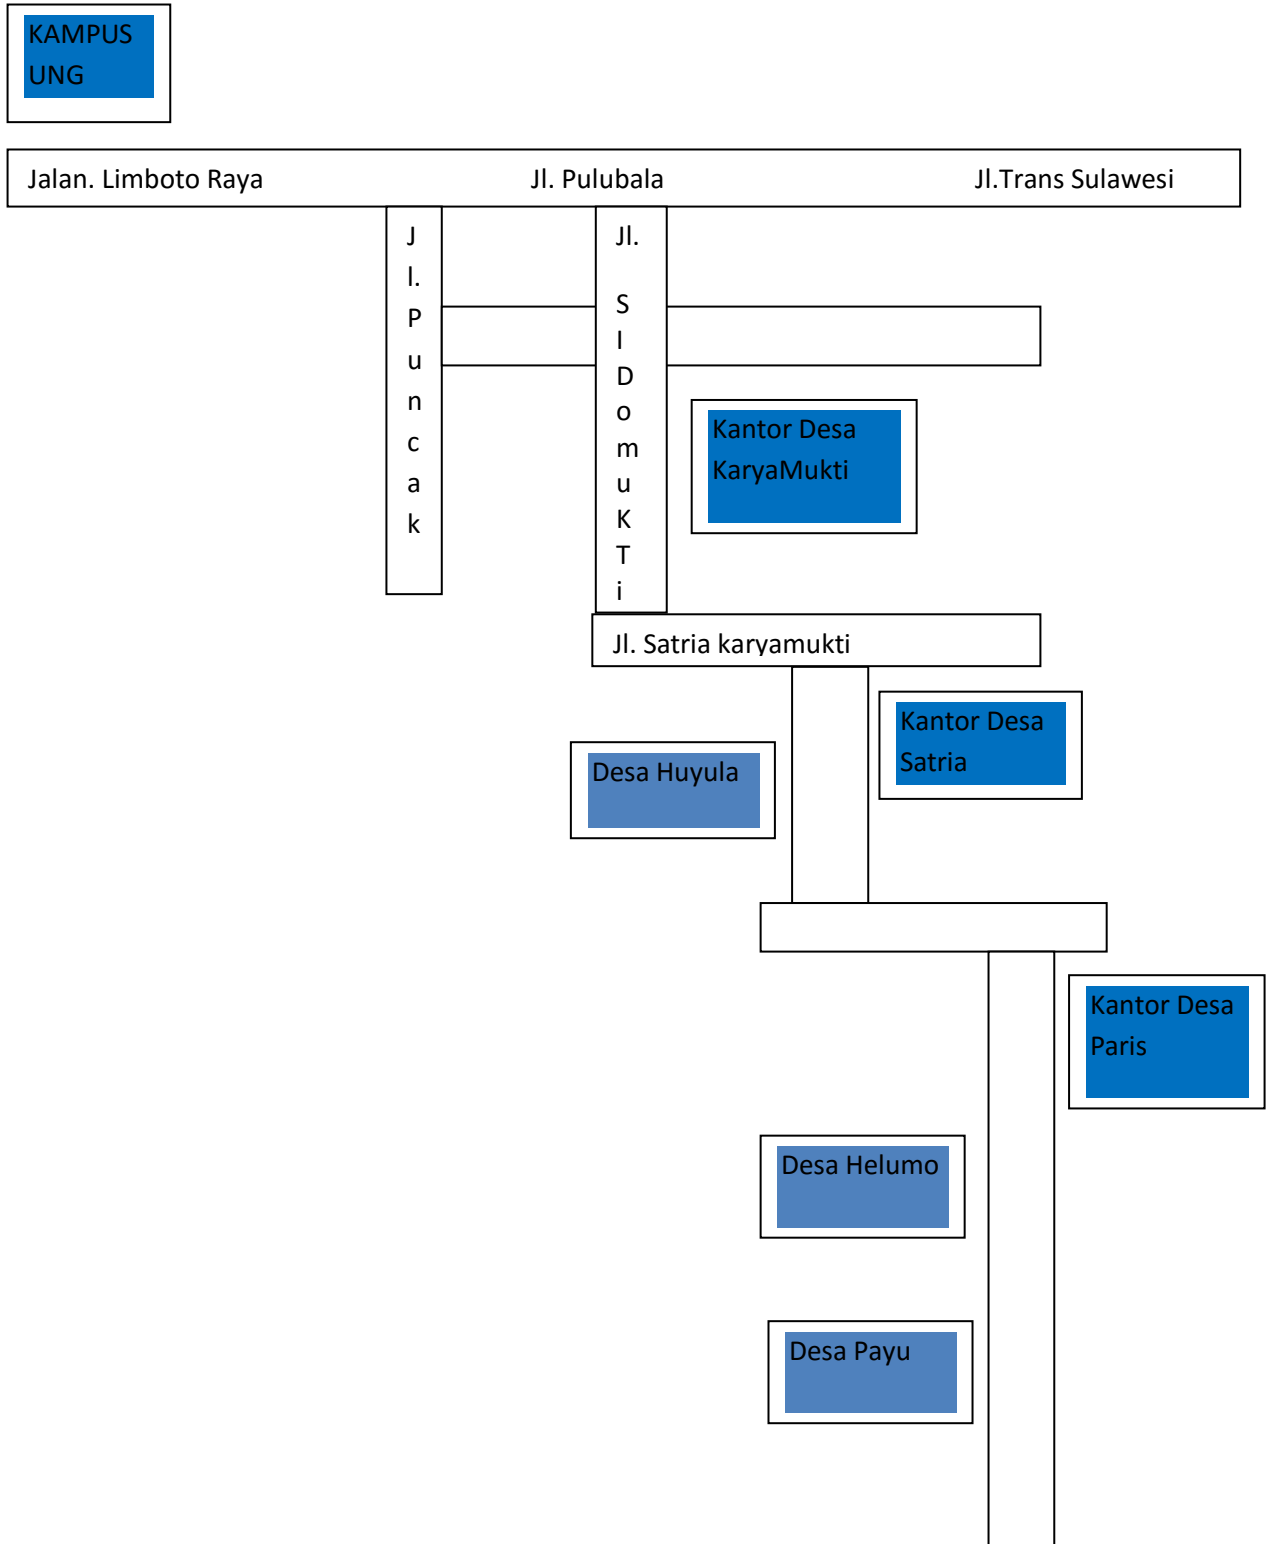 KAMPUS
UNG
Jalan. Limboto Raya Jl. Pulubala Jl.Trans Sulawesi
J
l.
P
u
n
c
a
k
Jl.
S
I
D
o
m
u
K
T
i
Kantor Desa
KaryaMukti
Jl. Satria karyamukti
Kantor Desa
Satria
Desa Huyula
Kantor Desa
Paris
Desa Helumo
Desa Payu